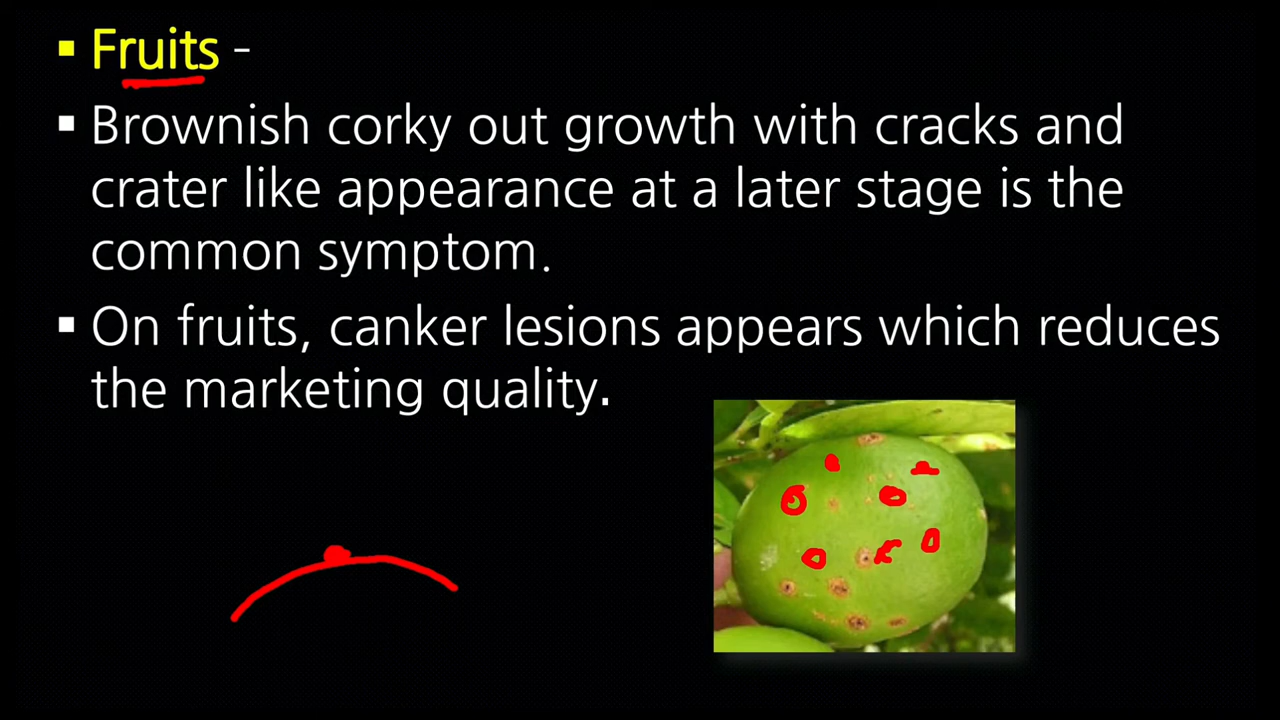 ▪ Fruits -
▪ Brownish corky out growth with cracks and
crater like appearance at a later stage is the
common symptom.
▪ On fruits, canker lesions appears which reduces
the marketing quality.